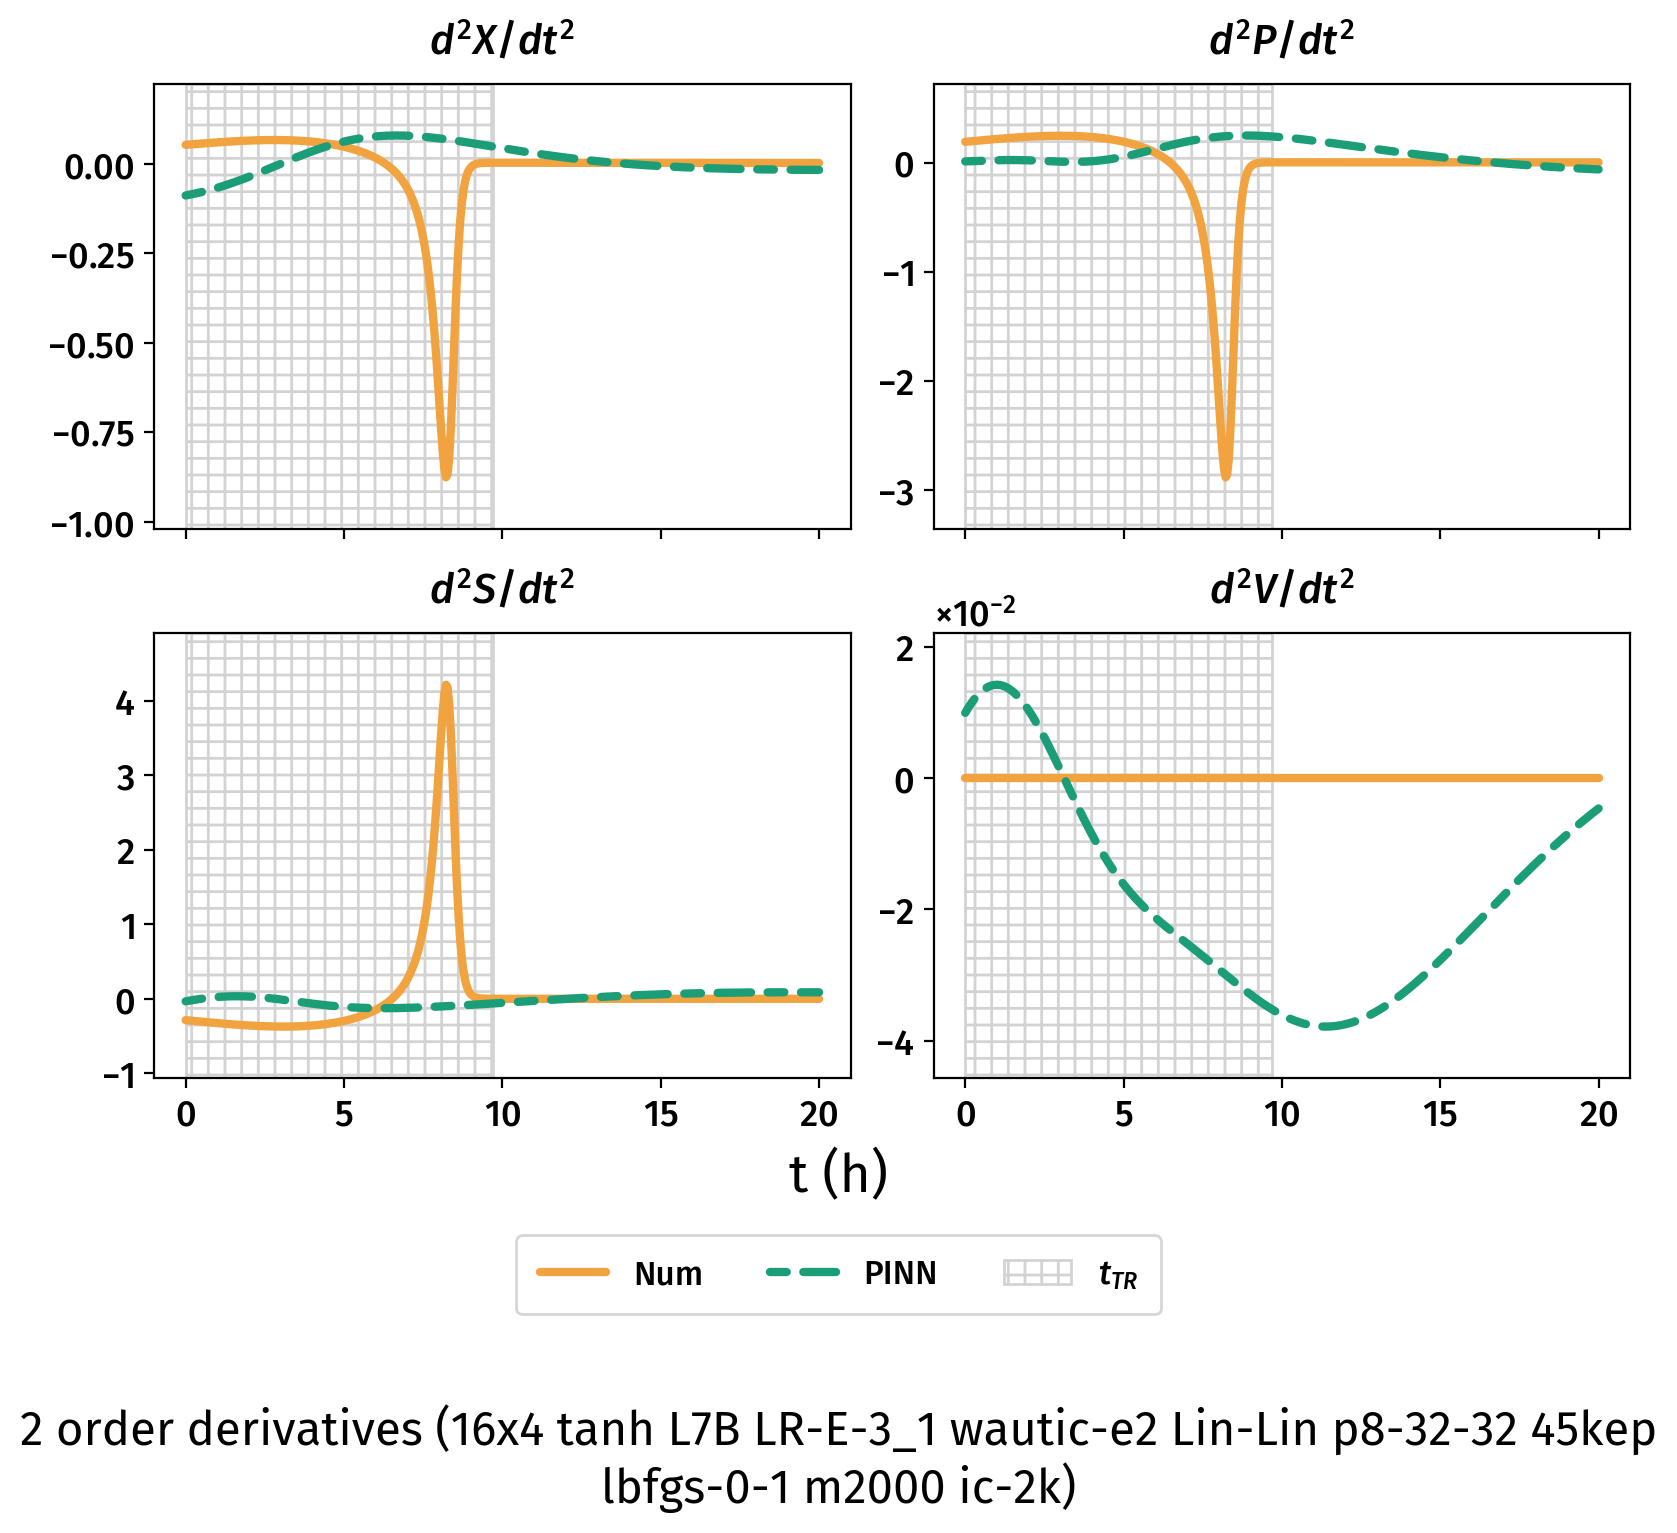 d²X/dt²
d²P/dt²
0.00
−0.25
−0.50
−0.75
−1.00
0
−1
−2
−3
d²S/dt²
d²V/dt²
×10⁻²
4
3
2
1
0
−1
2
0
−2
−4
0 5 10 15 20
0 5 10 15 20
t (h)
Num PINN t_TR
2 order derivatives (16x4 tanh L7B LR-E-3_1 wautic-e2 Lin-Lin p8-32-32 45kep
lbfgs-0-1 m2000 ic-2k)